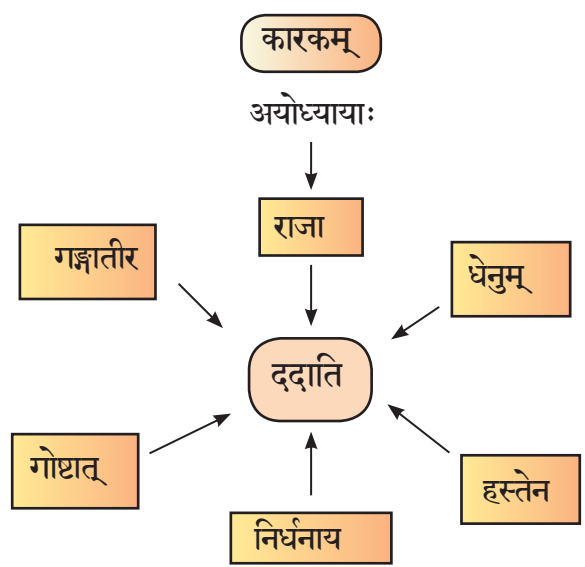 कारकम्
अयोध्यायाः
राजा
गङ्गातीर
धेनुम्
ददाति
गोष्टात्
हस्तेन
निर्धनाय